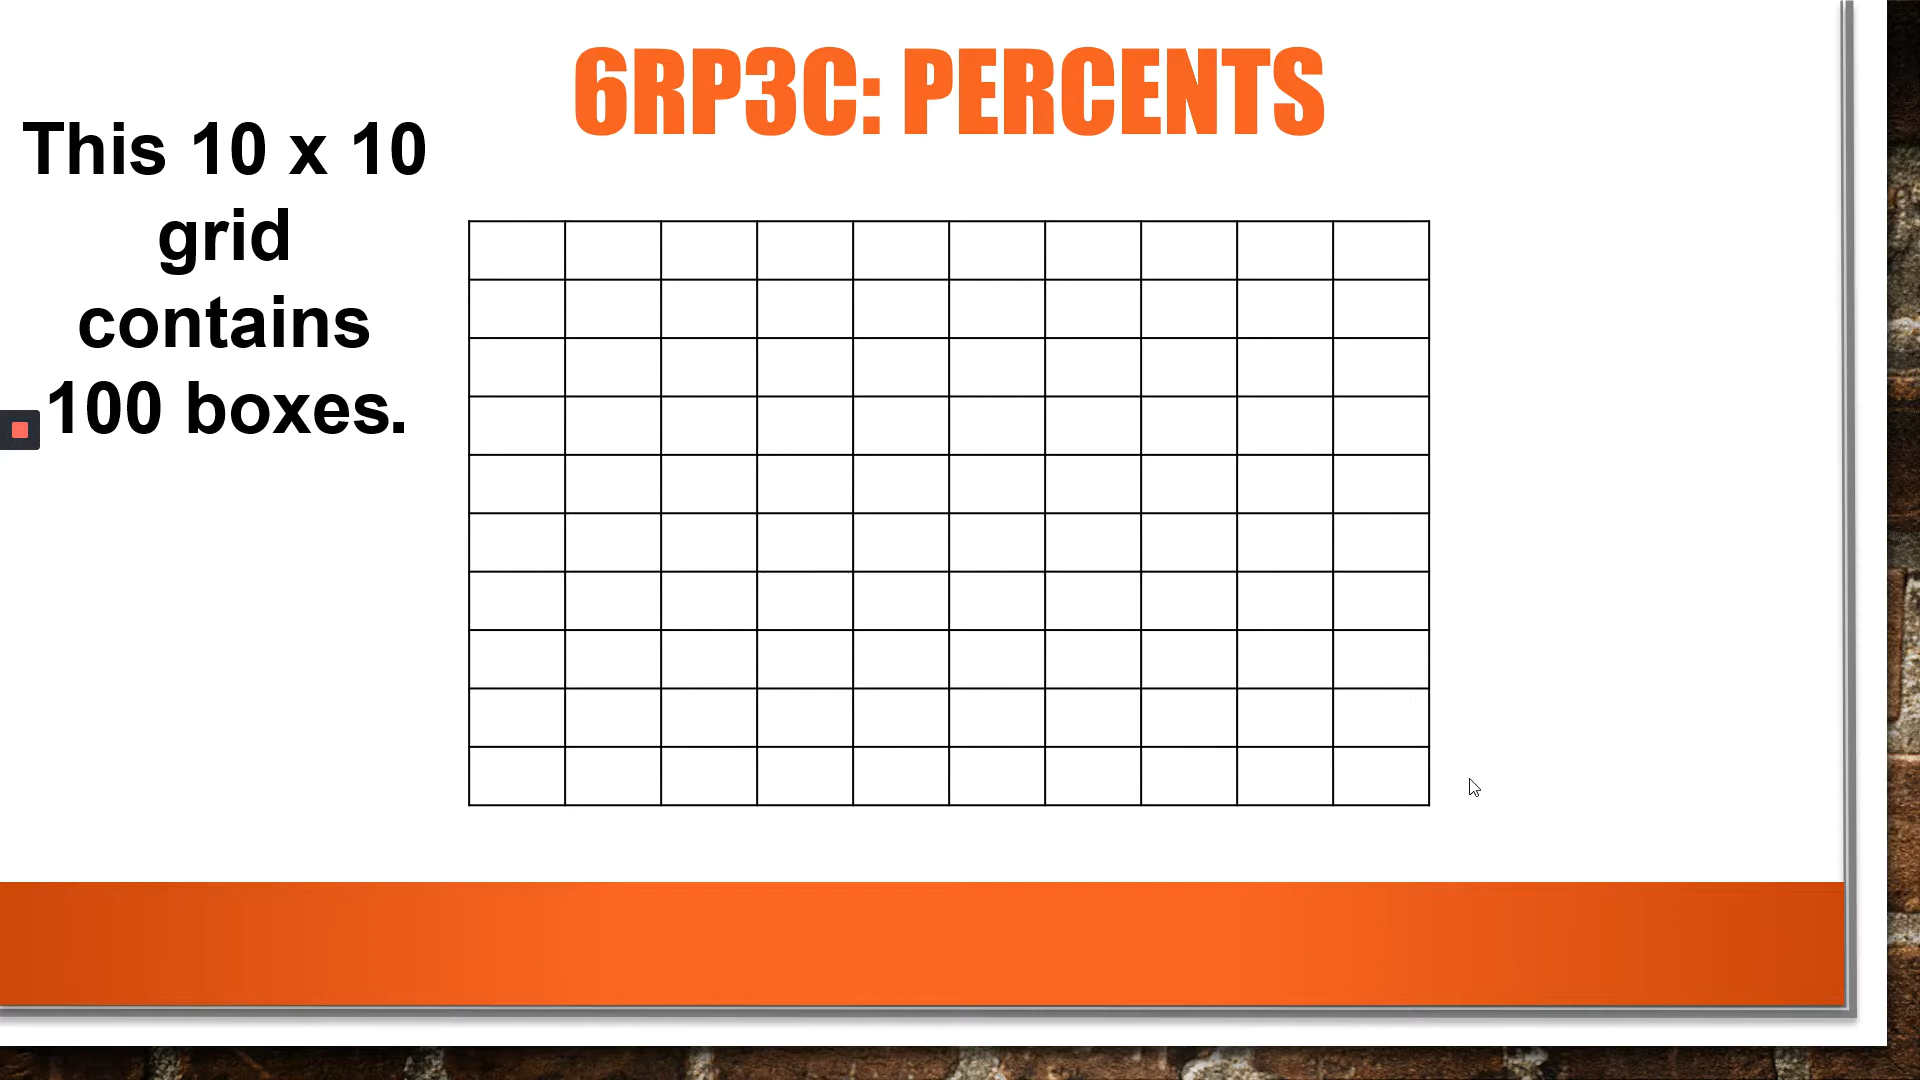 6RP3C: PERCENTS
This 10 x 10
grid
contains
100 boxes.